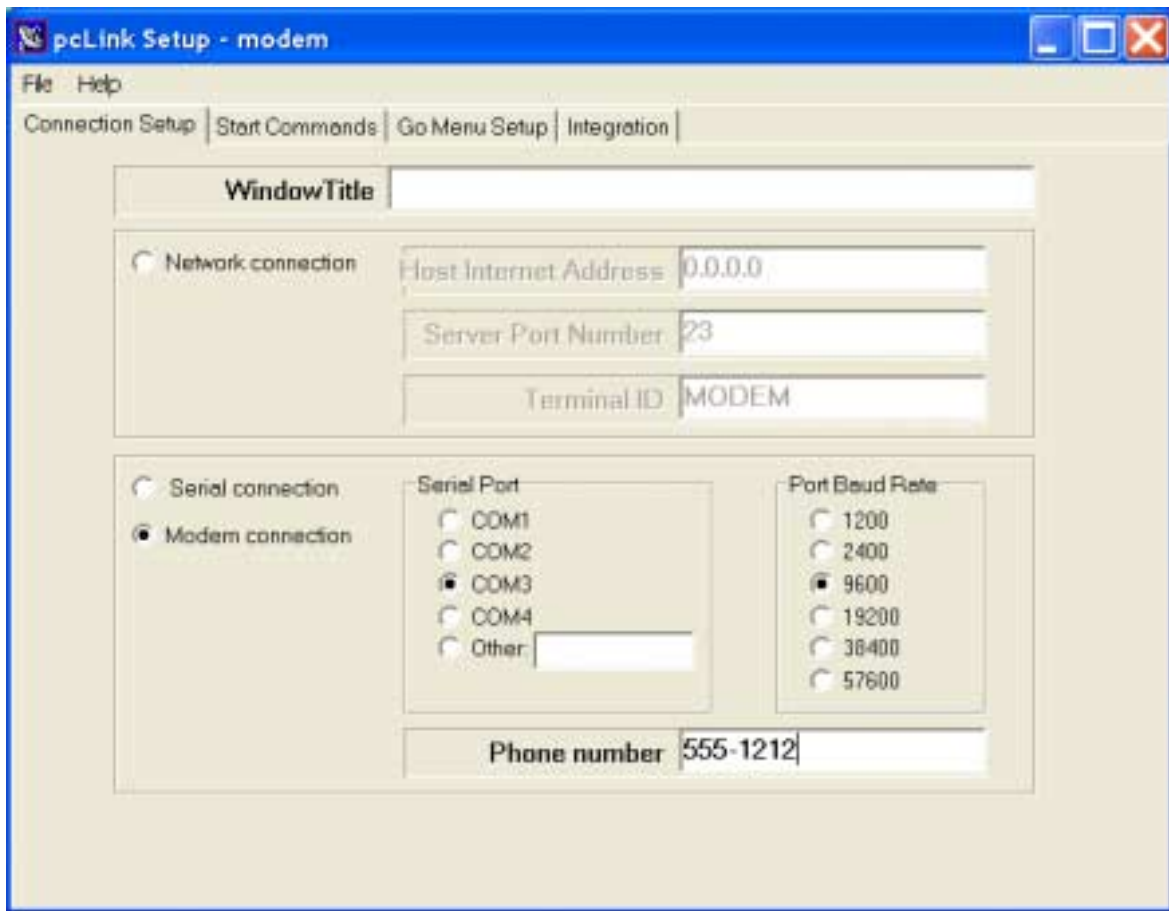 pcLink Setup - modem
File Help
Connection Setup Start Commands Go Menu Setup Integration
WindowTitle
Network connection
Host Internet Address 0.0.0.0
Server Port Number 23
Terminal ID MODEM
Serial connection
Modem connection
Serial Port
COM1
COM2
COM3
COM4
Other:
Port Baud Rate
1200
2400
9600
19200
38400
57600
Phone number 555-1212